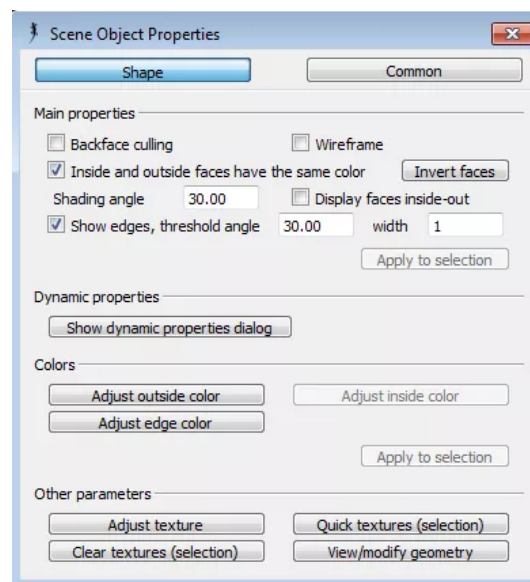 Scene Object Properties
Shape Common
Main properties
Backface culling Wireframe
Inside and outside faces have the same color Invert faces
Shading angle 30.00 Display faces inside-out
Show edges, threshold angle 30.00 width 1
Apply to selection
Dynamic properties
Show dynamic properties dialog
Colors
Adjust outside color Adjust inside color
Adjust edge color
Apply to selection
Other parameters
Adjust texture Quick textures (selection)
Clear textures (selection) View/modify geometry